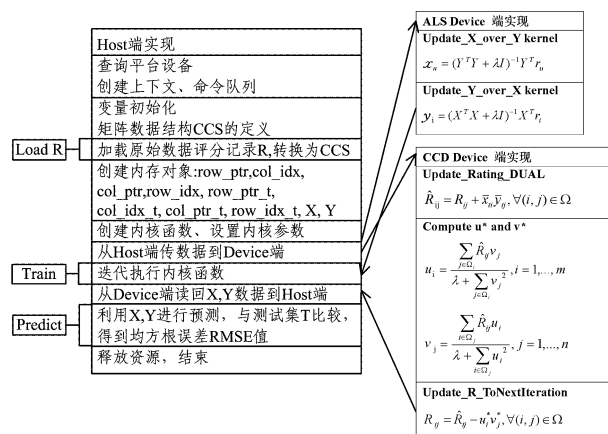 Host端实现
查询平台设备
创建上下文、命令队列
变量初始化
矩阵数据结构CCS的定义
Load R
加载原始数据评分记录R,转换为CCS
创建内存对象:row_ptr,col_idx,
col_ptr,row_idx, row_ptr_t,
col_idx_t, col_ptr_t, row_idx_t, X, Y
创建内核函数、设置内核参数
从Host端传数据到Device端
Train
迭代执行内核函数
从Device端读回X,Y数据到Host端
Predict
利用X,Y进行预测，与测试集T比较,
得到均方根误差RMSE值
释放资源，结束
ALS Device 端实现
Update_X_over_Y kernel
x_u = (Y^T Y + λI)^{-1} Y^T r_u
Update_Y_over_X kernel
y_i = (X^T X + λI)^{-1} X^T r_i
CCD Device 端实现
Update_Rating_DUAL
R̂_ij = R_ij + x̄_ti ȳ_tj, ∀(i, j) ∈ Ω
Compute u* and v*
u_i = \frac{\sum_{j∈Ω_i} R̂_ij v_j}{λ + \sum_{j∈Ω_i} v_j^2}, i = 1,..., m
v_j = \frac{\sum_{i∈Ω_j} R̂_ij u_i}{λ + \sum_{i∈Ω_j} u_i^2}, j = 1,..., n
Update_R_ToNextIteration
R_ij = R̂_ij − u_i^* v_j^*, ∀(i, j) ∈ Ω